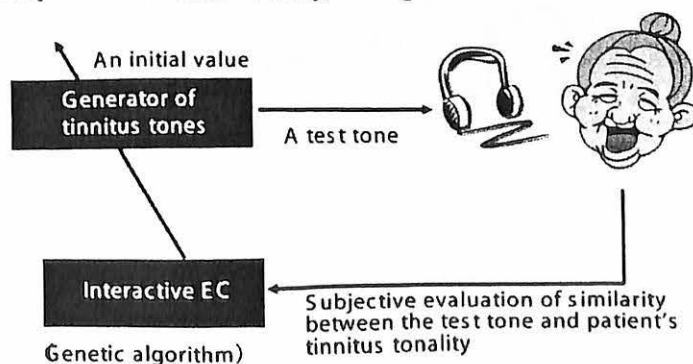 An initial value
Generator of
tinnitus tones
A test tone
Interactive EC
Subjective evaluation of similarity
between the test tone and patient's
tinnitus tonality
(Genetic algorithm)